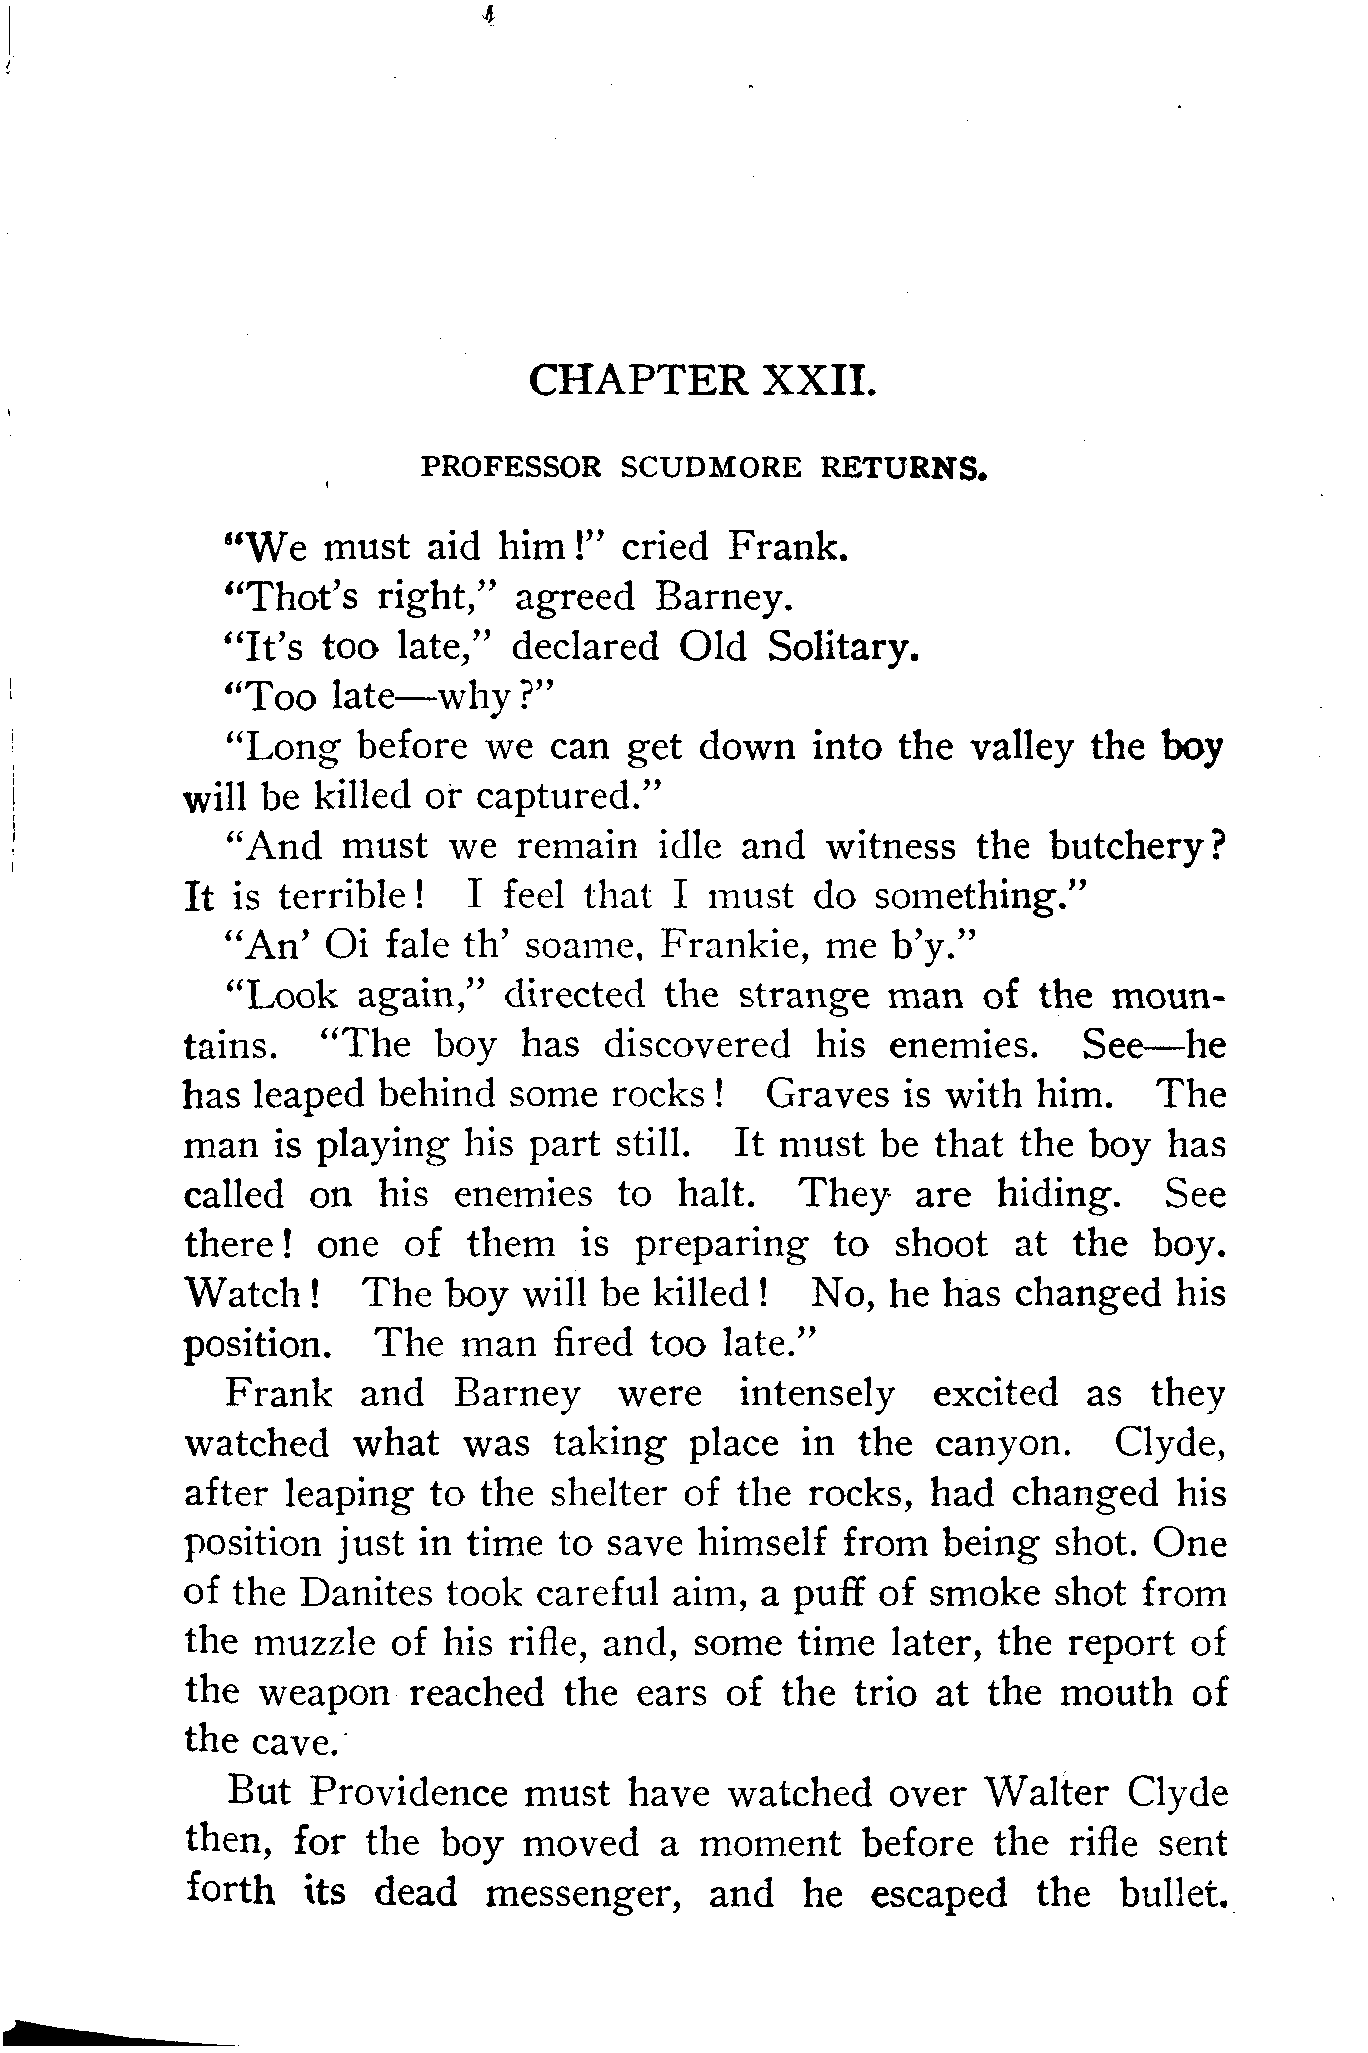 CHAPTER XXII.
PROFESSOR SCUDMORE RETURNS.
“We must aid him!” cried Frank.
“Thot’s right,” agreed Barney.
“It’s too late,” declared Old Solitary.
“Too late—why?”
“Long before we can get down into the valley the boy
will be killed or captured.”
“And must we remain idle and witness the butchery?
It is terrible! I feel that I must do something.”
“An’ Oi fale th’ soame, Frankie, me b’y.”
“Look again,” directed the strange man of the moun-
tains. “The boy has discovered his enemies. See—he
has leaped behind some rocks! Graves is with him. The
man is playing his part still. It must be that the boy has
called on his enemies to halt. They are hiding. See
there! one of them is preparing to shoot at the boy.
Watch! The boy will be killed! No, he has changed his
position. The man fired too late.”
Frank and Barney were intensely excited as they
watched what was taking place in the canyon. Clyde,
after leaping to the shelter of the rocks, had changed his
position just in time to save himself from being shot. One
of the Danites took careful aim, a puff of smoke shot from
the muzzle of his rifle, and, some time later, the report of
the weapon reached the ears of the trio at the mouth of
the cave.
But Providence must have watched over Walter Clyde
then, for the boy moved a moment before the rifle sent
forth its dead messenger, and he escaped the bullet.